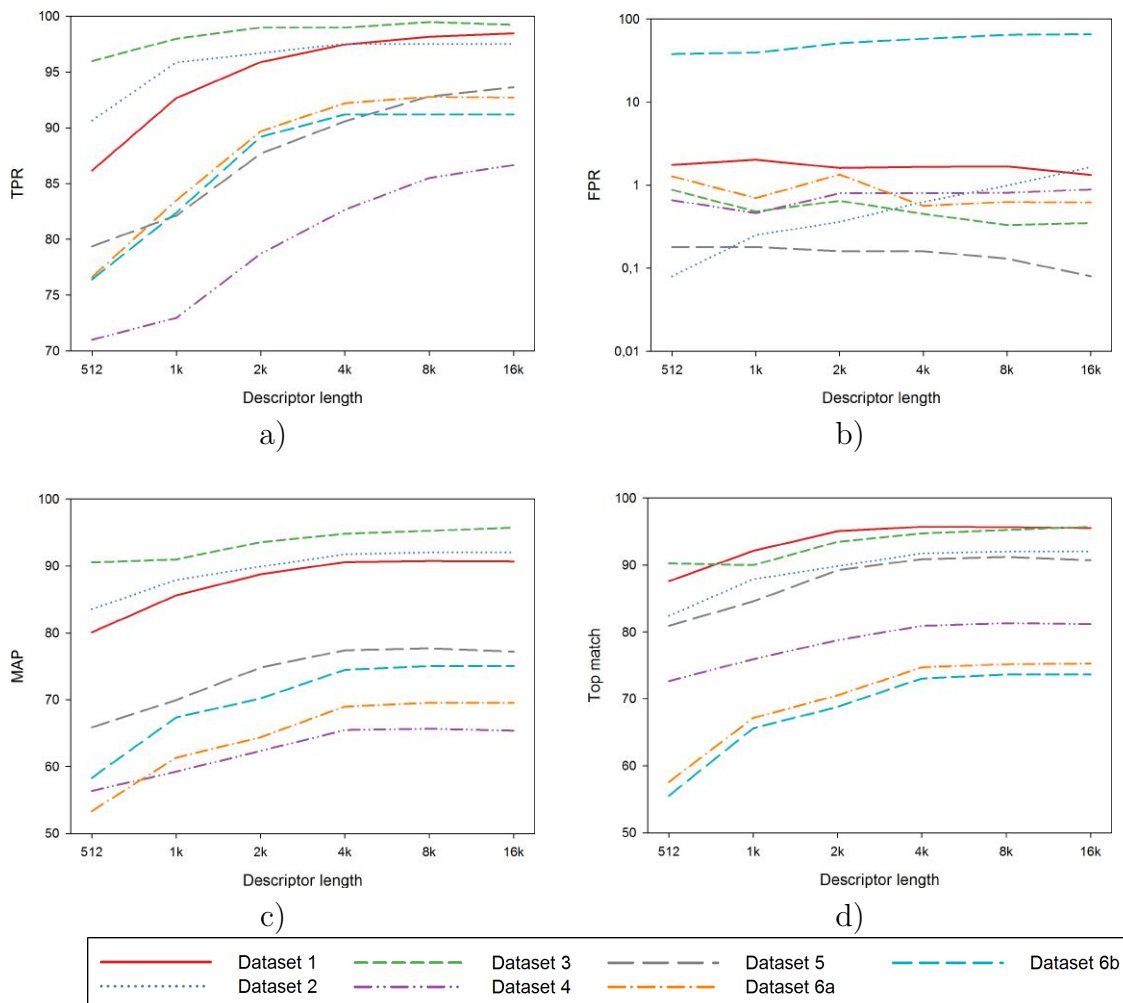 100
95
90
85
80
75
70
TPR
512 1k 2k 4k 8k 16k
Descriptor length
a)
100
10
1
0,1
0,01
FPR
512 1k 2k 4k 8k 16k
Descriptor length
b)
100
90
80
70
60
50
MAP
512 1k 2k 4k 8k 16k
Descriptor length
c)
100
90
80
70
60
50
Top match
512 1k 2k 4k 8k 16k
Descriptor length
d)
Dataset 1 Dataset 3 Dataset 5 Dataset 6b
Dataset 2 Dataset 4 Dataset 6a